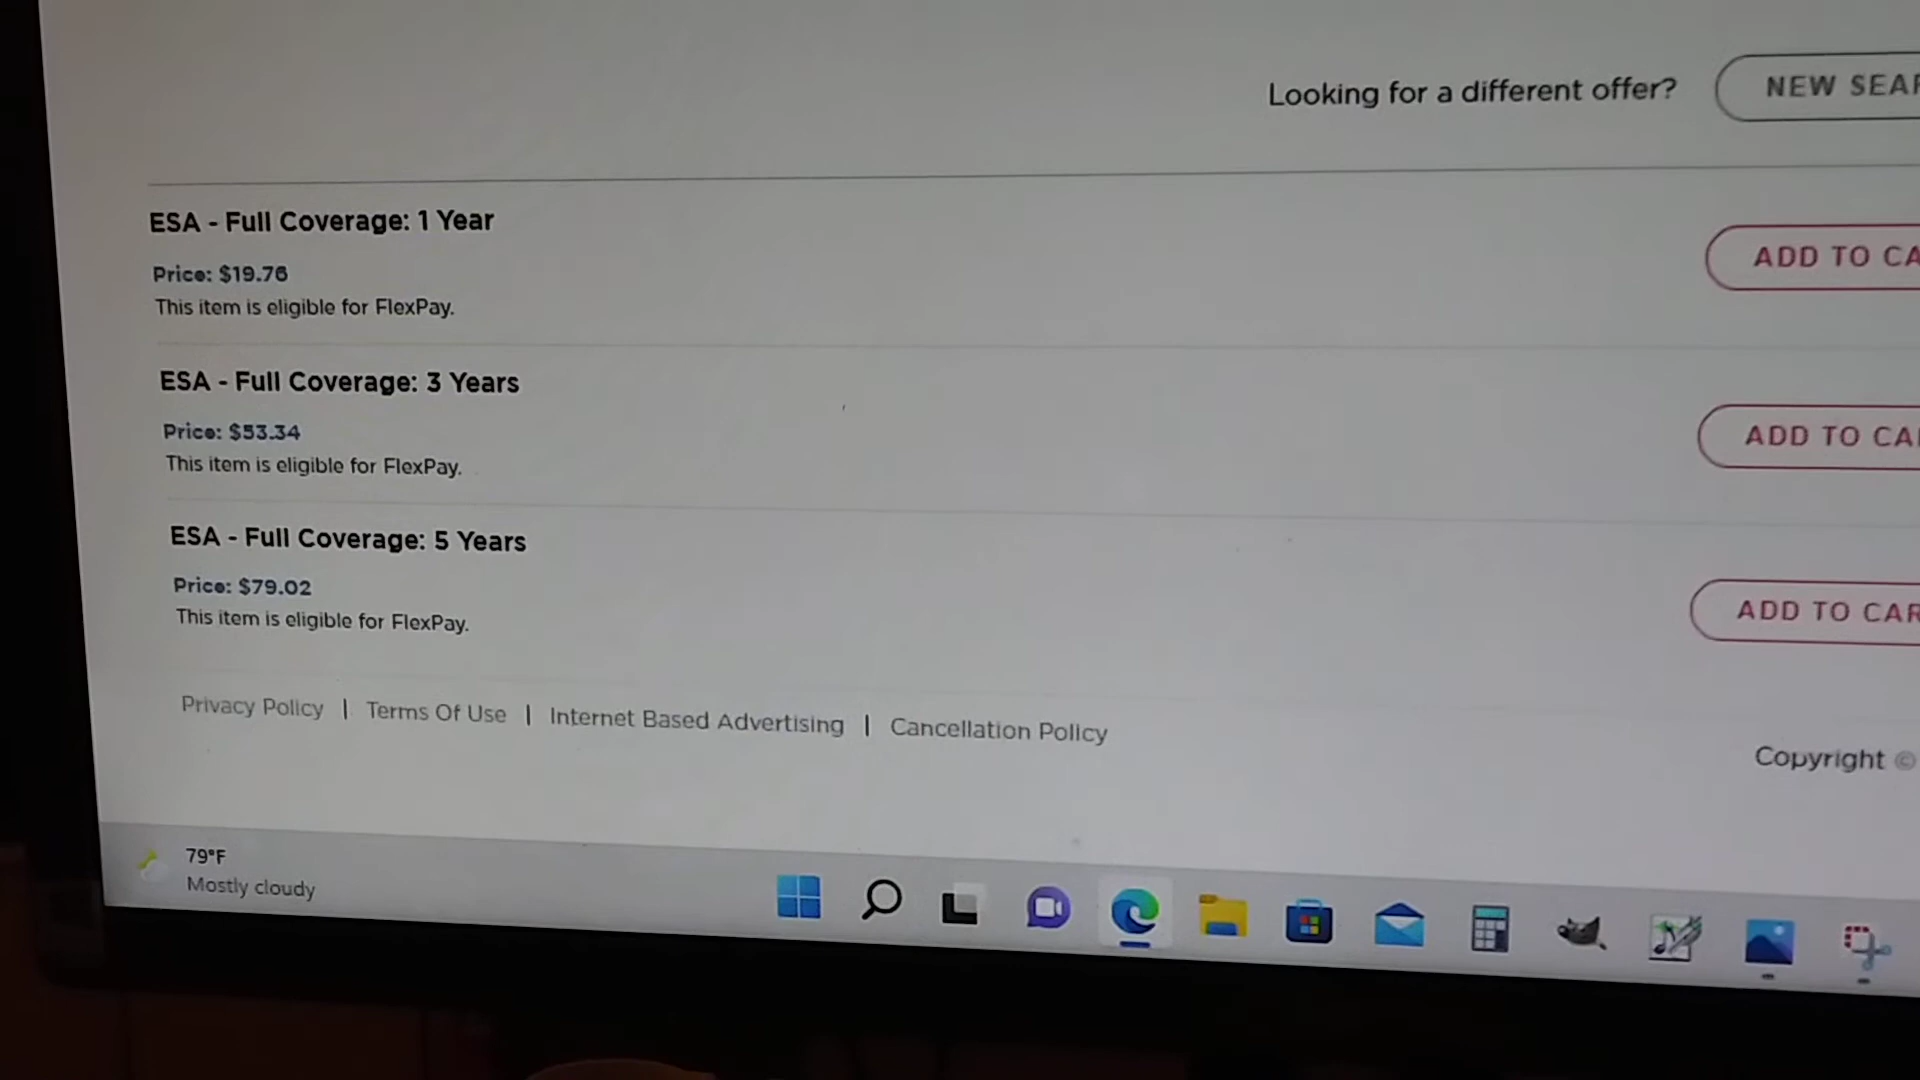 Looking for a different offer?
NEW SEAR
ESA - Full Coverage: 1 Year
Price: $19.76
This item is eligible for FlexPay.
ADD TO CA
ESA - Full Coverage: 3 Years
Price: $53.34
This item is eligible for FlexPay.
ADD TO CA
ESA - Full Coverage: 5 Years
Price: $79.02
This item is eligible for FlexPay.
ADD TO CAR
Privacy Policy | Terms Of Use | Internet Based Advertising | Cancellation Policy
Copyright ©
79°F
Mostly cloudy